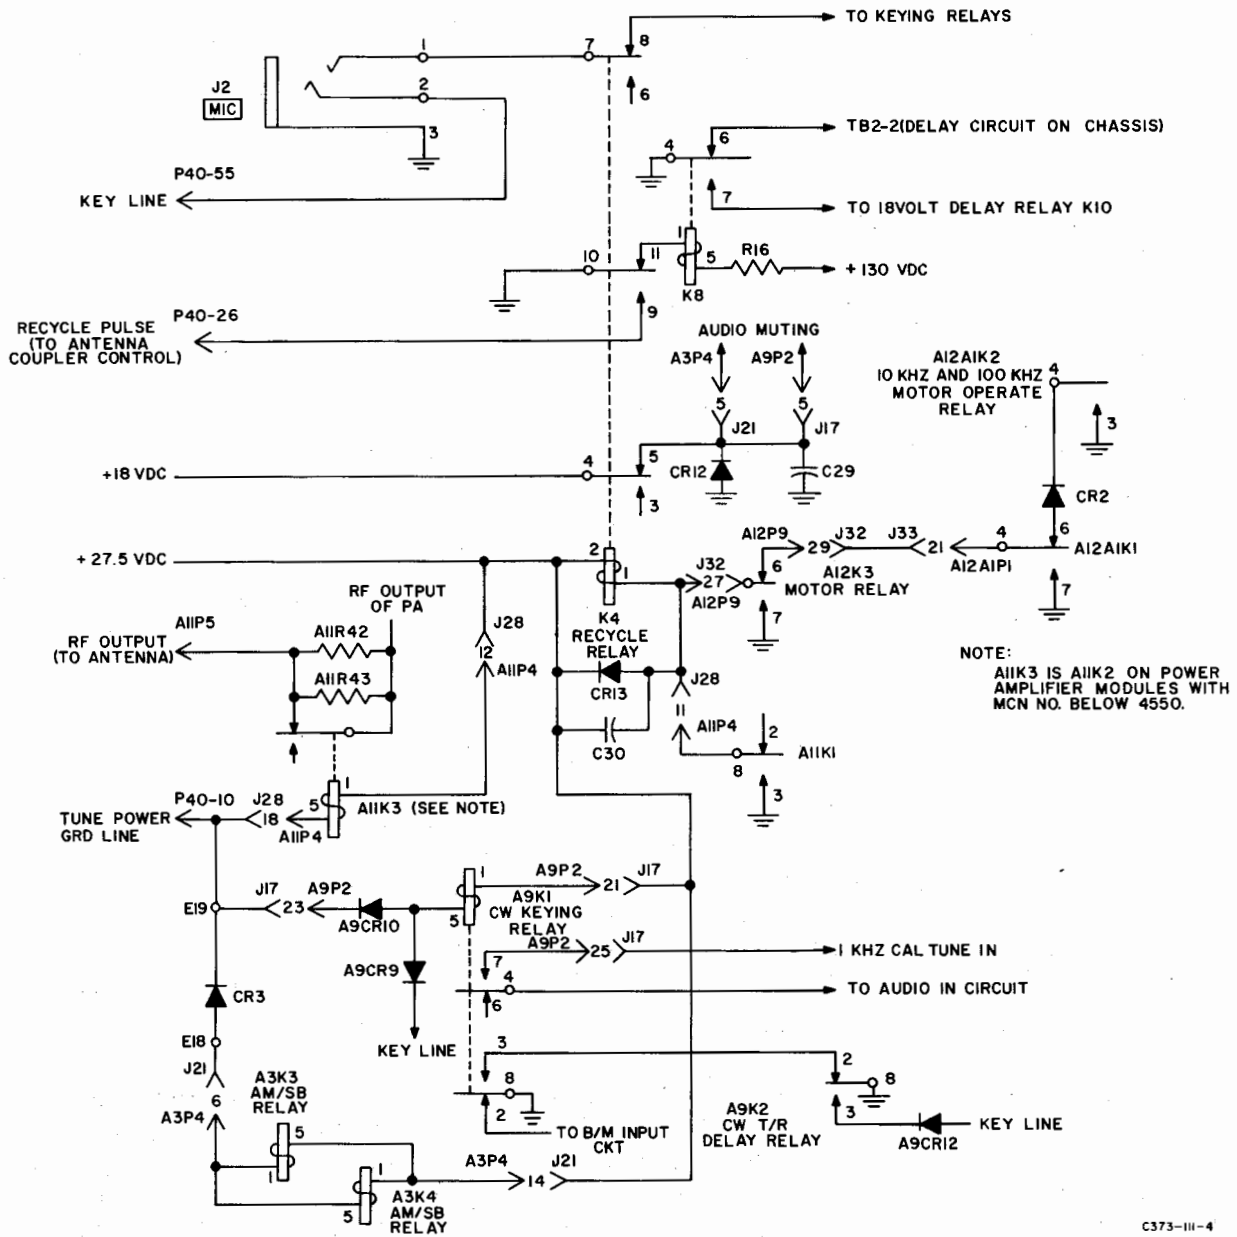 TO KEYING RELAYS
8
1
7
J2
MIC
2
6
3
TB2-2(DELAY CIRCUIT ON CHASSIS)
6
4
P40-55
KEY LINE
7
TO 18VOLT DELAY RELAY K10
1
11
10
5
R16
+130 VDC
K8
P40-26
9
RECYCLE PULSE
(TO ANTENNA
COUPLER CONTROL)
AUDIO MUTING
A3P4
A9P2
A12A1K2
10 KHZ AND 100 KHZ
MOTOR OPERATE
RELAY
4
3
5
5
J21
J17
+18 VDC
4
5
CR12
C29
3
CR2
+27.5 VDC
2
1
J32
27
A12P9
6
A12P9
29
J32
J33
21
4
6
A12A1K1
A12A1P1
A12K3
MOTOR RELAY
7
7
RF OUTPUT
OF PA
K4
RECYCLE
RELAY
A11P5
RF OUTPUT
(TO ANTENNA)
A11R42
A11R43
J28
12
A11P4
CR13
C30
J28
11
A11P4
2
8
A11K1
3
NOTE:
A11K3 IS A11K2 ON POWER
AMPLIFIER MODULES WITH
MCN NO. BELOW 4550.
1
A11K3 (SEE NOTE)
P40-10
J28
5
TUNE POWER
GRD LINE
18
A11P4
1
A9P2
21
J17
J17
A9P2
E19
23
A9CR10
5
A9K1
CW KEYING
RELAY
A9P2
25
J17
1 KHZ CAL TUNE IN
7
4
A9CR9
6
TO AUDIO IN CIRCUIT
CR3
KEY LINE
E18
J21
3
2
6
A3K3
AM/SB
RELAY
8
8
A3P4
2
A9K2
CW T/R
DELAY RELAY
3
KEY LINE
A9CR12
TO B/M INPUT
CKT
5
1
1
A3P4
14
J21
5
A3K4
AM/SB
RELAY
C373-III-4